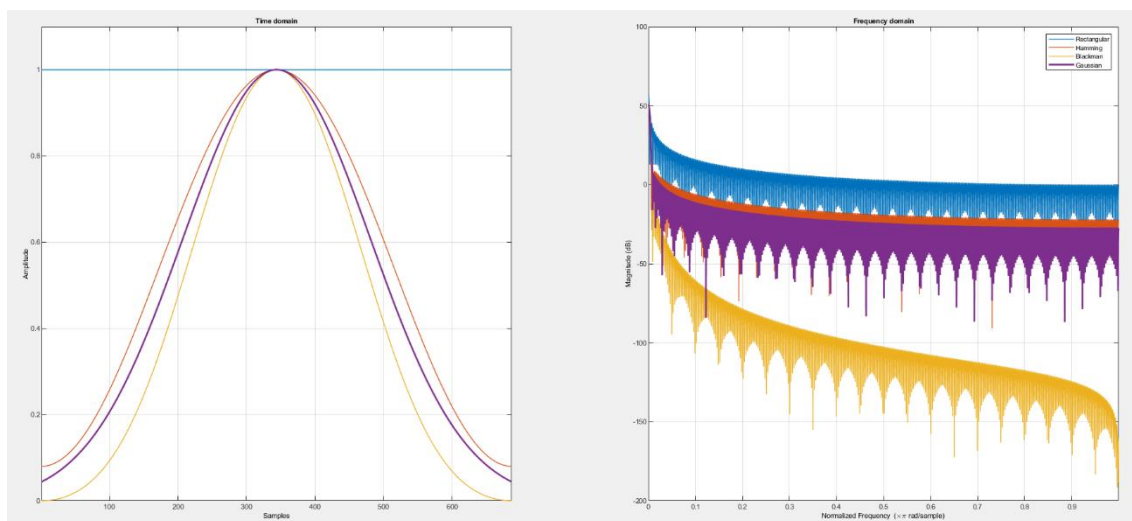 Time domain
Amplitude
1
0.8
0.6
0.4
0.2
0
100
200
300
400
500
600
Samples
Frequency domain
Magnitude (dB)
100
50
0
-50
-100
-150
-200
0
0.1
0.2
0.3
0.4
0.5
0.6
0.7
0.8
0.9
Normalized Frequency (×π rad/sample)
Rectangular
Hamming
Blackman
Gaussian